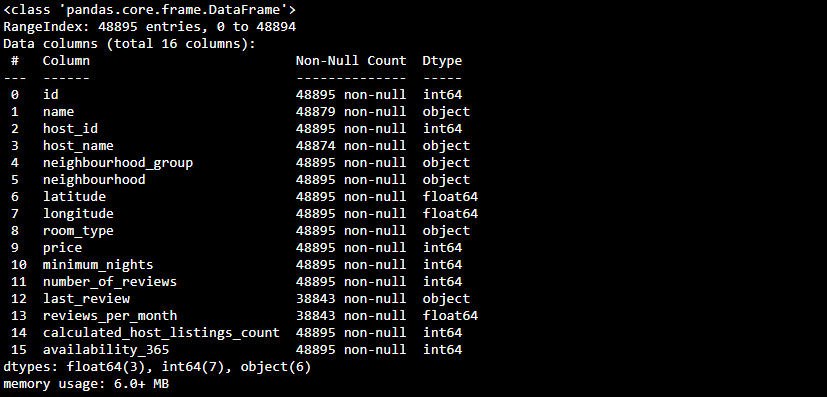 <class 'pandas.core.frame.DataFrame'>
RangeIndex: 48895 entries, 0 to 48894
Data columns (total 16 columns):
 #   Column                          Non-Null Count  Dtype
---  ------                          --------------  -----
 0   id                              48895 non-null  int64
 1   name                            48879 non-null  object
 2   host_id                         48895 non-null  int64
 3   host_name                       48874 non-null  object
 4   neighbourhood_group             48895 non-null  object
 5   neighbourhood                   48895 non-null  object
 6   latitude                        48895 non-null  float64
 7   longitude                       48895 non-null  float64
 8   room_type                       48895 non-null  object
 9   price                           48895 non-null  int64
 10  minimum_nights                  48895 non-null  int64
 11  number_of_reviews               48895 non-null  int64
 12  last_review                     38843 non-null  object
 13  reviews_per_month               38843 non-null  float64
 14  calculated_host_listings_count  48895 non-null  int64
 15  availability_365                48895 non-null  int64
dtypes: float64(3), int64(7), object(6)
memory usage: 6.0+ MB